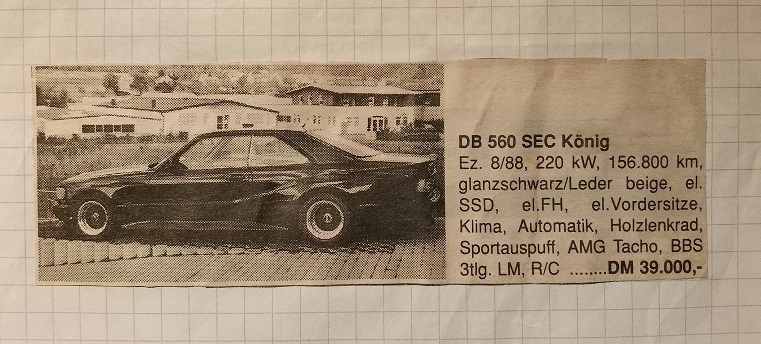 DB 560 SEC König
Ez. 8/88, 220 kW, 156.800 km,
glanzschwarz/Leder beige, el.
SSD, el.FH, el.Vordersitze,
Klima, Automatik, Holzlenkrad,
Sportauspuff, AMG Tacho, BBS
3tlg. LM, R/C ........DM 39.000,-